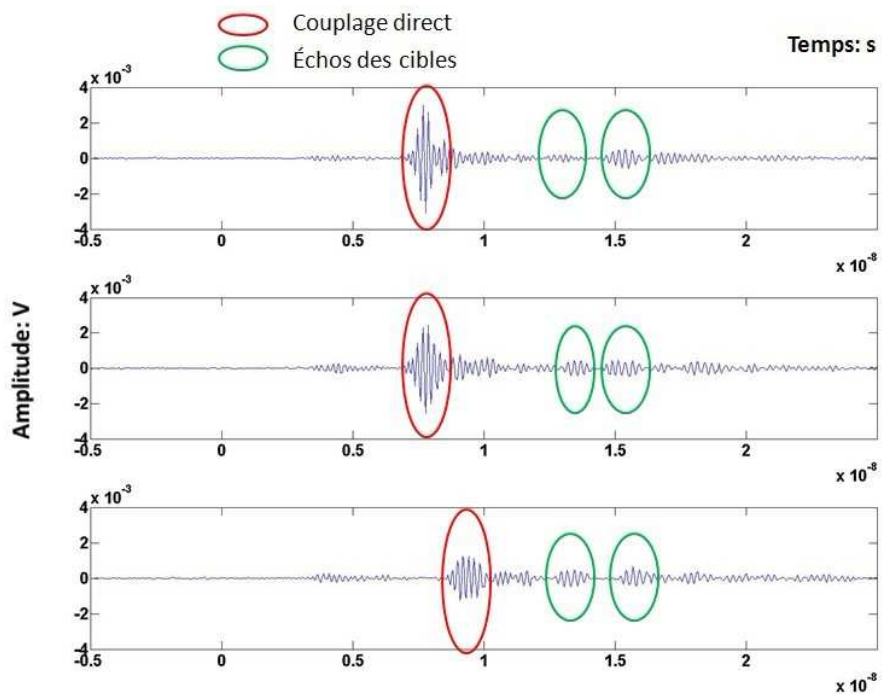 Couplage direct
Échos des cibles
Temps: s
Amplitude: V
x 10-3
4
2
0
-2
-4
-0.5 0 0.5 1 1.5 2
x 10-8
x 10-3
4
2
0
-2
-4
-0.5 0 0.5 1 1.5 2
x 10-8
x 10-3
4
2
0
-2
-4
-0.5 0 0.5 1 1.5 2
x 10-8